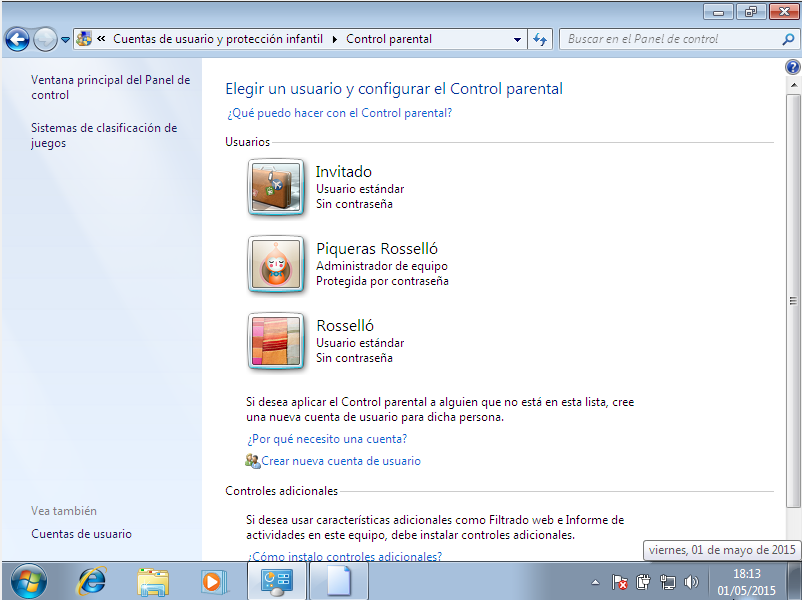 « Cuentas de usuario y protección infantil Control parental
Buscar en el Panel de control
Ventana principal del Panel de
control
Sistemas de clasificación de
juegos
Elegir un usuario y configurar el Control parental
¿Qué puedo hacer con el Control parental?
Usuarios
Invitado
Usuario estándar
Sin contraseña
Piqueras Rosselló
Administrador de equipo
Protegida por contraseña
Rosselló
Usuario estándar
Sin contraseña
Si desea aplicar el Control parental a alguien que no está en esta lista, cree
una nueva cuenta de usuario para dicha persona.
¿Por qué necesito una cuenta?
Crear nueva cuenta de usuario
Controles adicionales
Si desea usar características adicionales como Filtrado web e Informe de
actividades en este equipo, debe instalar controles adicionales.
¿Cómo instalo controles adicionales?
Vea también
Cuentas de usuario
viernes, 01 de mayo de 2015
18:13
01/05/2015